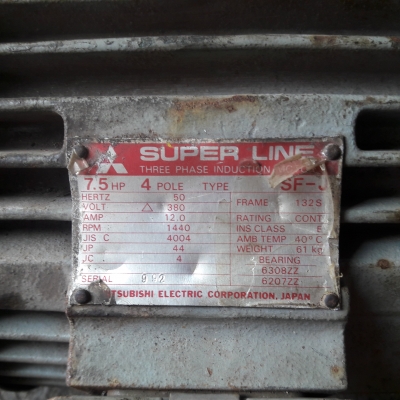 SUPER LINE
THREE PHASE INDUCTION
7.5 HP 4 POLE TYPE SF-J
HERTZ 50
VOLT △ 380
AMP 12.0
RPM 1440
JIS C 4004
JP 44
JC 4
SERIAL
FRAME 132S
RATING CONT
INS CLASS E
AMB TEMP 40°C
WEIGHT 61 kg
BEARING
6308ZZ
6207ZZ
MITSUBISHI ELECTRIC CORPORATION, JAPAN